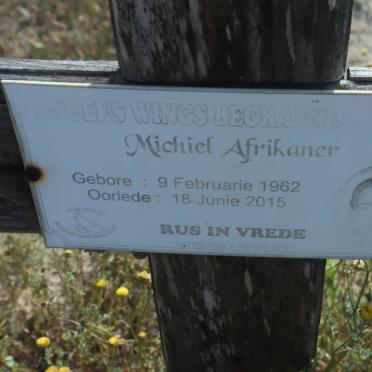 ANGELS WINGS BEGRAFNIS
Michiel Afrikaner
Gebore : 9 Februarie 1962
Oorlede : 18 Junie 2015
RUS IN VREDE